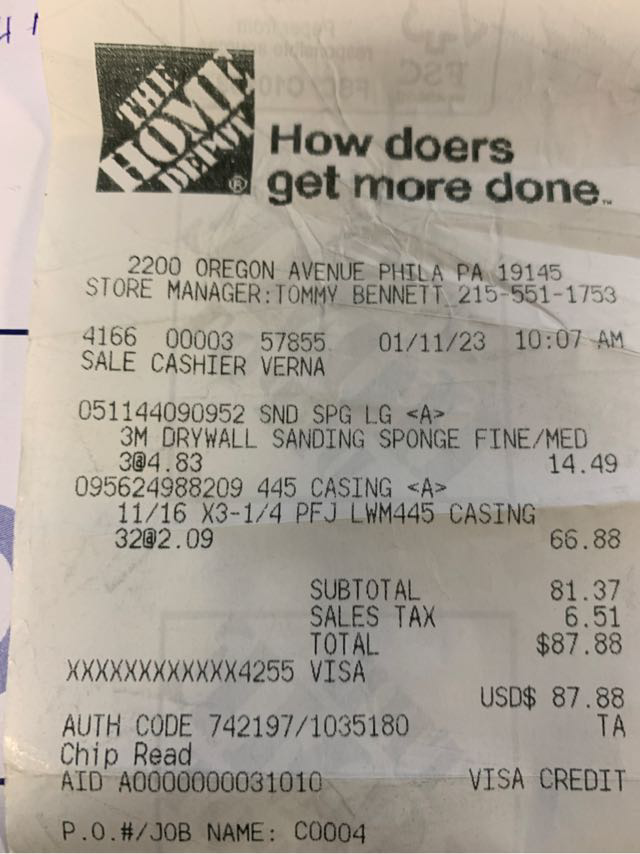 THE
HOME
DEPOT®
How doers
get more done.™
2200 OREGON AVENUE PHILA PA 19145
STORE MANAGER:TOMMY BENNETT 215-551-1753
4166 00003 57855 01/11/23 10:07 AM
SALE CASHIER VERNA
051144090952 SND SPG LG <A>
3M DRYWALL SANDING SPONGE FINE/MED
3@4.83 14.49
095624988209 445 CASING <A>
11/16 X3-1/4 PFJ LWM445 CASING
32@2.09 66.88
SUBTOTAL 81.37
SALES TAX 6.51
TOTAL $87.88
XXXXXXXXXXXX4255 VISA
USD$ 87.88
AUTH CODE 742197/1035180 TA
Chip Read
AID A0000000031010 VISA CREDIT
P.O.#/JOB NAME: C0004